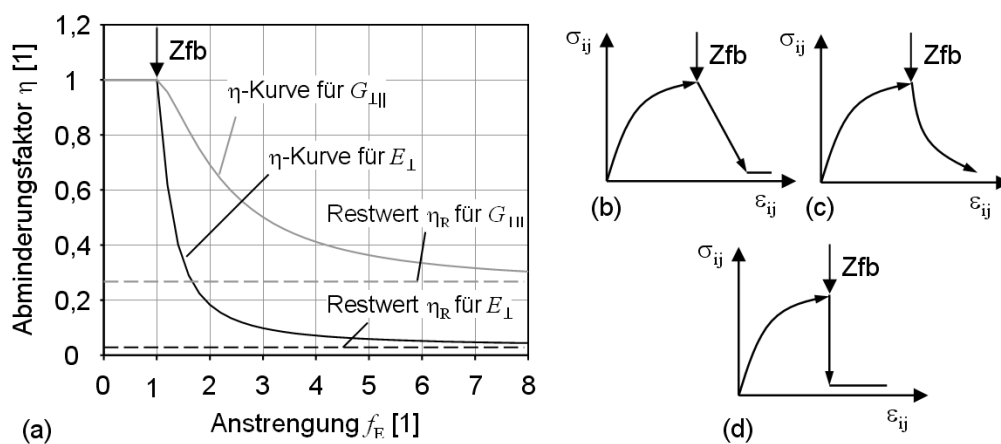 1,2
1
0,8
0,6
0,4
0,2
0
Abminderungsfaktor η [1]
Zfb
η-Kurve für G⊥||
η-Kurve für E⊥
Restwert ηR für G⊥||
Restwert ηR für E⊥
0 1 2 3 4 5 6 7 8
Anstrengung fE [1]
(a)
σij
Zfb
εij
(b)
σij
Zfb
εij
(c)
σij
Zfb
εij
(d)